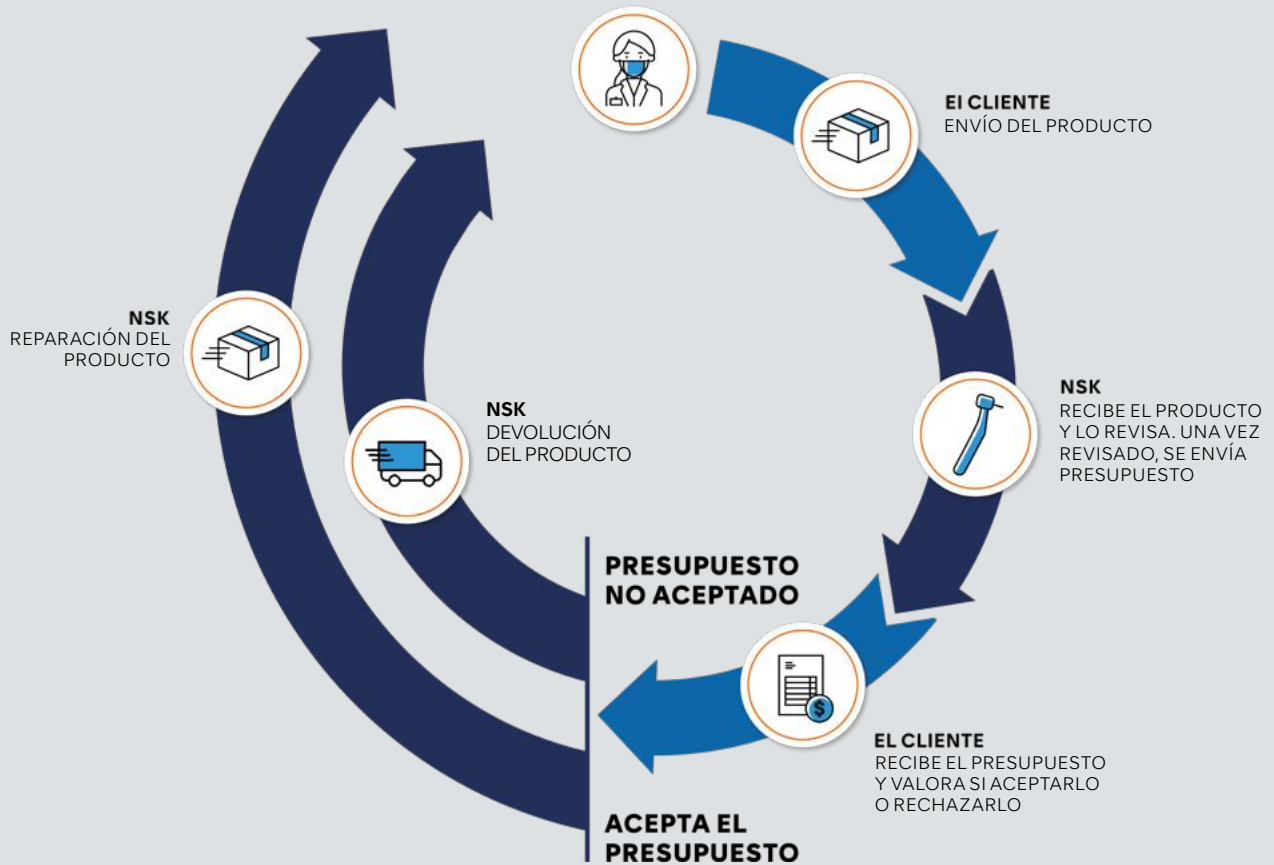 El CLIENTE
ENVÍO DEL PRODUCTO
NSK
RECIBE EL PRODUCTO
Y LO REVISA. UNA VEZ
REVISADO, SE ENVÍA
PRESUPUESTO
EL CLIENTE
RECIBE EL PRESUPUESTO
Y VALORA SI ACEPTARLO
O RECHAZARLO
$
PRESUPUESTO
NO ACEPTADO
NSK
DEVOLUCIÓN
DEL PRODUCTO
ACEPTA EL
PRESUPUESTO
NSK
REPARACIÓN DEL
PRODUCTO